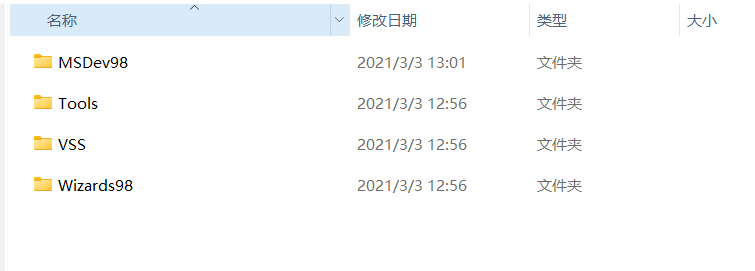 名称 修改日期 类型 大小
MSDev98 2021/3/3 13:01 文件夹
Tools 2021/3/3 12:56 文件夹
VSS 2021/3/3 12:56 文件夹
Wizards98 2021/3/3 12:56 文件夹